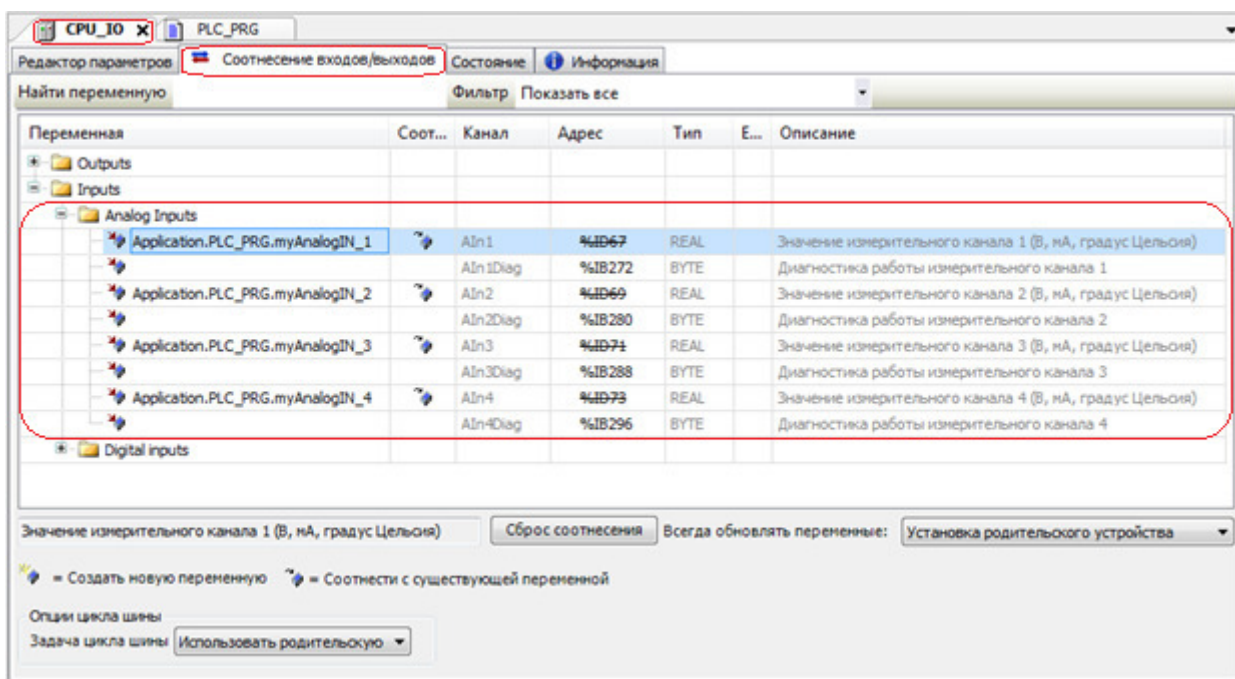 CPU_IO PLC_PRG
Редактор параметров Соотнесение входов/выходов Состояние Информация
Найти переменную Фильтр Показать все
Переменная Соот... Канал Адрес Тип Е... Описание
Outputs
Inputs
Analog Inputs
Application.PLC_PRG.myAnalogIN_1 AIn1 %ID67 REAL Значение измерительного канала 1 (В, мА, градус Цельсия)
AIn1Diag %IB272 BYTE Диагностика работы измерительного канала 1
Application.PLC_PRG.myAnalogIN_2 AIn2 %ID69 REAL Значение измерительного канала 2 (В, мА, градус Цельсия)
AIn2Diag %IB280 BYTE Диагностика работы измерительного канала 2
Application.PLC_PRG.myAnalogIN_3 AIn3 %ID71 REAL Значение измерительного канала 3 (В, мА, градус Цельсия)
AIn3Diag %IB288 BYTE Диагностика работы измерительного канала 3
Application.PLC_PRG.myAnalogIN_4 AIn4 %ID73 REAL Значение измерительного канала 4 (В, мА, градус Цельсия)
AIn4Diag %IB296 BYTE Диагностика работы измерительного канала 4
Digital inputs
Значение измерительного канала 1 (В, мА, градус Цельсия) Сброс соотнесения Всегда обновлять переменные: Установка родительского устройства
= Создать новую переменную = Соотнести с существующей переменной
Опции цикла шины
Задача цикла шины Использовать родительскую